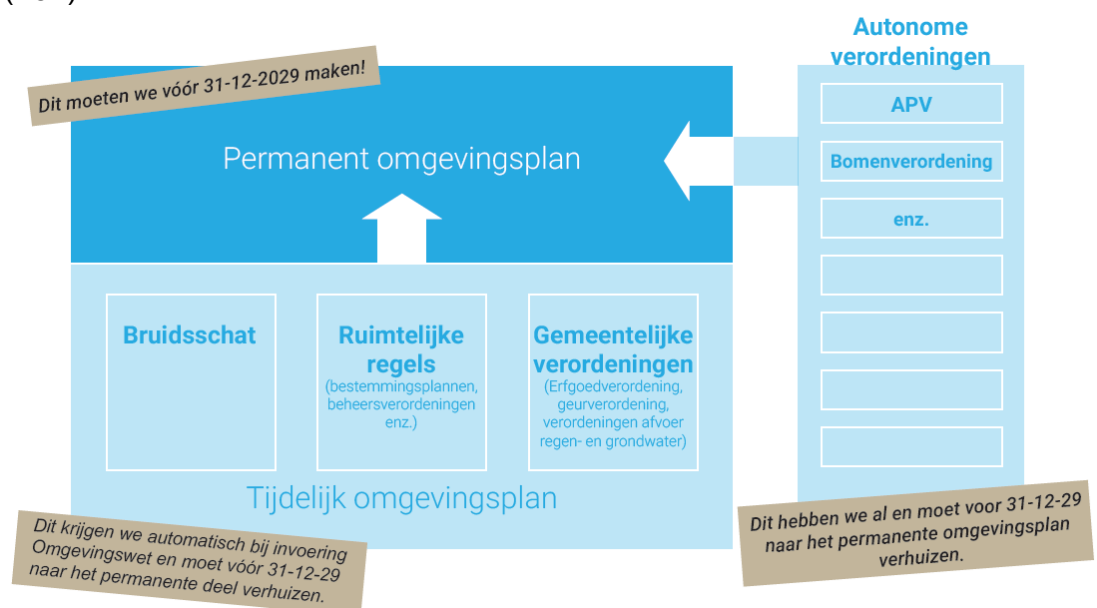 Autonome
verordeningen
Dit moeten we vóór 31-12-2029 maken!
APV
Permanent omgevingsplan
Bomenverordening
enz.
Bruidsschat
Ruimtelijke
regels
(bestemmingsplannen,
beheersverordeningen
enz.)
Gemeentelijke
verordeningen
(Erfgoedverordening,
geurverordening,
verordeningen afvoer
regen- en grondwater)
Tijdelijk omgevingsplan
Dit krijgen we automatisch bij invoering
Omgevingswet en moet vóór 31-12-29
naar het permanente deel verhuizen.
Dit hebben we al en moet voor 31-12-29
naar het permanente omgevingsplan
verhuizen.